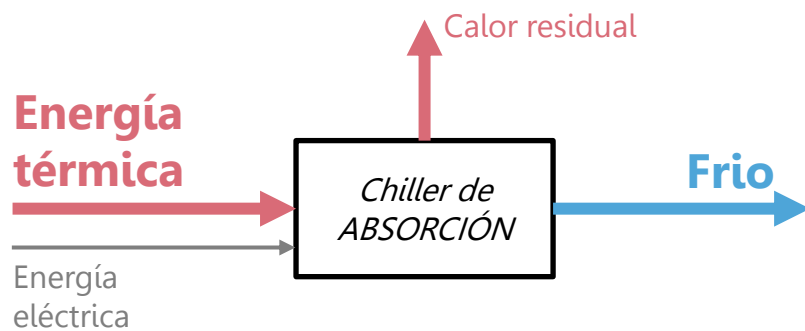 Calor residual
Energía
térmica
Chiller de
ABSORCIÓN
Frio
Energía
eléctrica